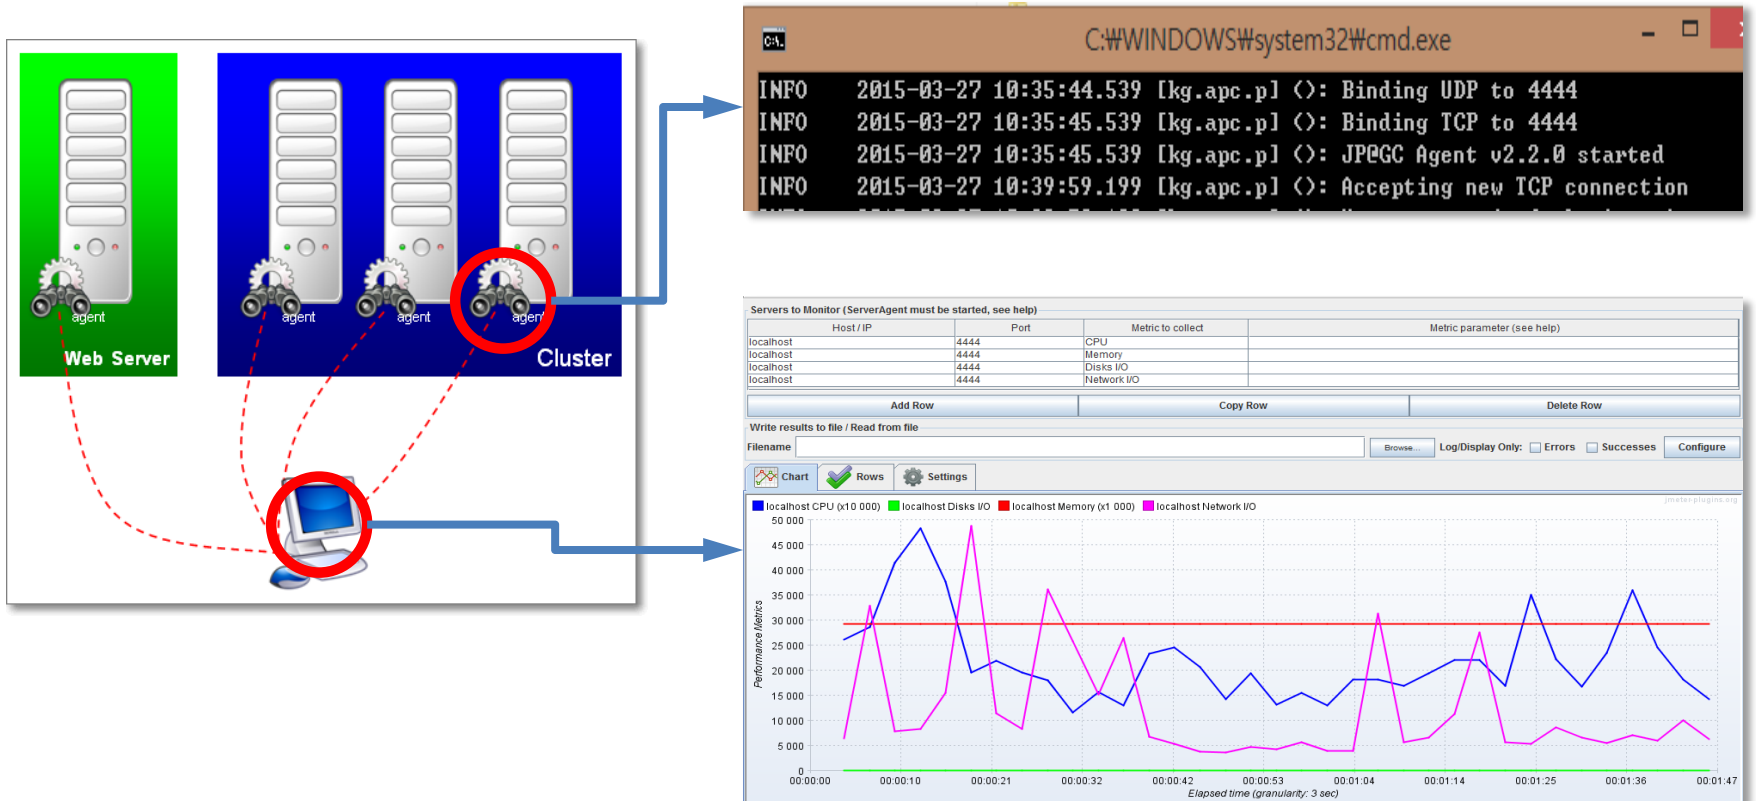 agent
Web Server
agent
agent
agent
Cluster
C:\.
C:₩WINDOWS₩system32₩cmd.exe
INFO 2015-03-27 10:35:44.539 [kg.apc.p] (): Binding UDP to 4444
INFO 2015-03-27 10:35:45.539 [kg.apc.p] (): Binding TCP to 4444
INFO 2015-03-27 10:35:45.539 [kg.apc.p] (): JP@GC Agent v2.2.0 started
INFO 2015-03-27 10:39:59.199 [kg.apc.p] (): Accepting new TCP connection
Servers to Monitor (ServerAgent must be started, see help)
Host / IP Port Metric to collect Metric parameter (see help)
localhost 4444 CPU
localhost 4444 Memory
localhost 4444 Disks I/O
localhost 4444 Network I/O
Add Row Copy Row Delete Row
Write results to file / Read from file
Filename Browse... Log/Display Only: Errors Successes Configure
Chart Rows Settings
jmeter-plugins.org
localhost CPU (x10 000) localhost Disks I/O localhost Memory (x1 000) localhost Network I/O
50 000
45 000
40 000
35 000
30 000
25 000
20 000
15 000
10 000
5 000
0
Performance Metrics
00:00:00 00:00:10 00:00:21 00:00:32 00:00:42 00:00:53 00:01:04 00:01:14 00:01:25 00:01:36 00:01:47
Elapsed time (granularity: 3 sec)